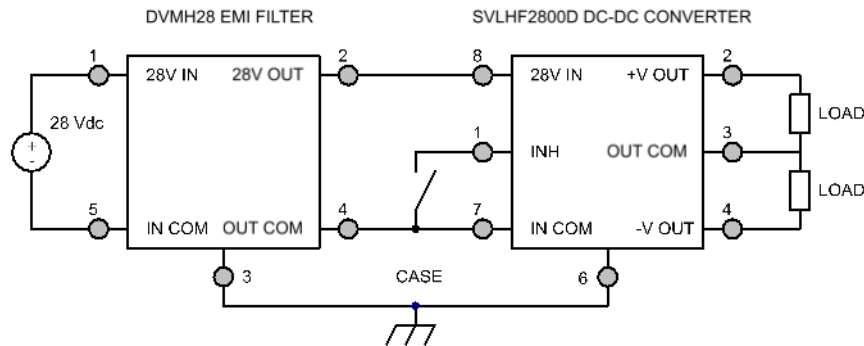 DVMH28 EMI FILTER
SVLHF2800D DC-DC CONVERTER
1 28V IN 28V OUT 2 8 28V IN +V OUT 2
28 Vdc
+
-
LOAD
1 INH OUT COM 3
LOAD
5 IN COM OUT COM 4 7 IN COM -V OUT 4
3 CASE 6